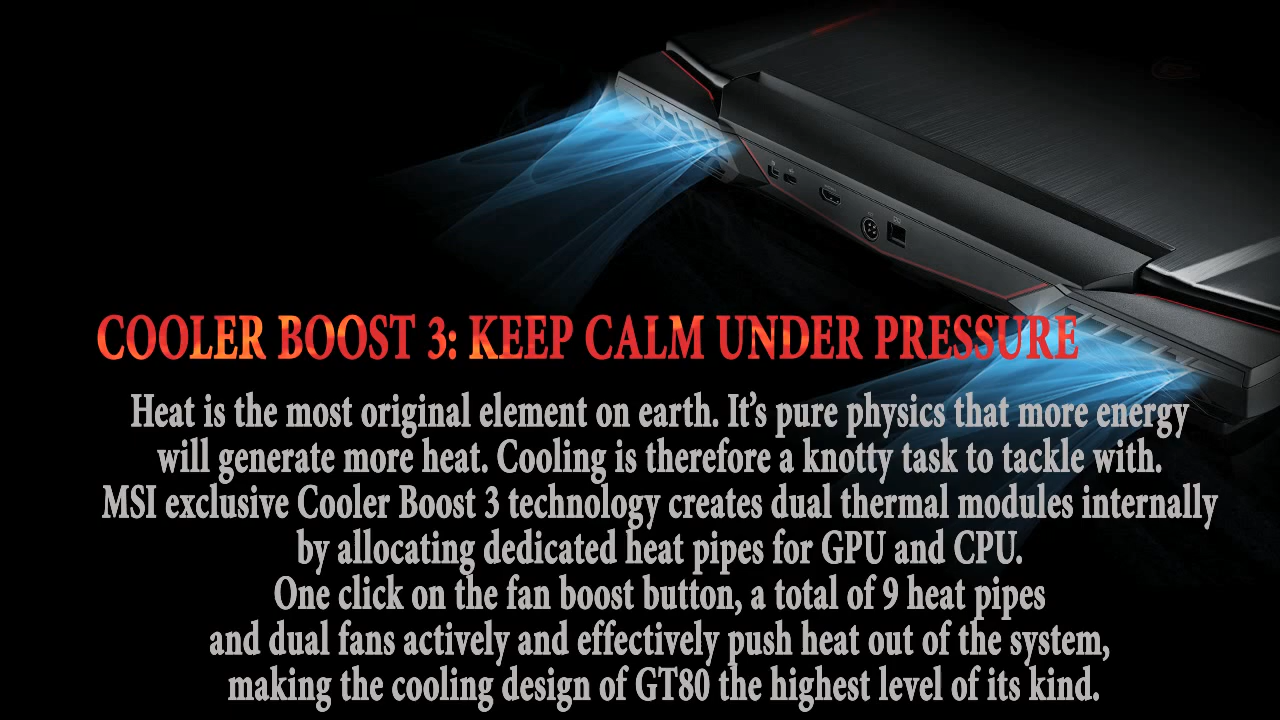 COOLER BOOST 3: KEEP CALM UNDER PRESSURE
Heat is the most original element on earth. It’s pure physics that more energy
will generate more heat. Cooling is therefore a knotty task to tackle with.
MSI exclusive Cooler Boost 3 technology creates dual thermal modules internally
by allocating dedicated heat pipes for GPU and CPU.
One click on the fan boost button, a total of 9 heat pipes
and dual fans actively and effectively push heat out of the system,
making the cooling design of GT80 the highest level of its kind.